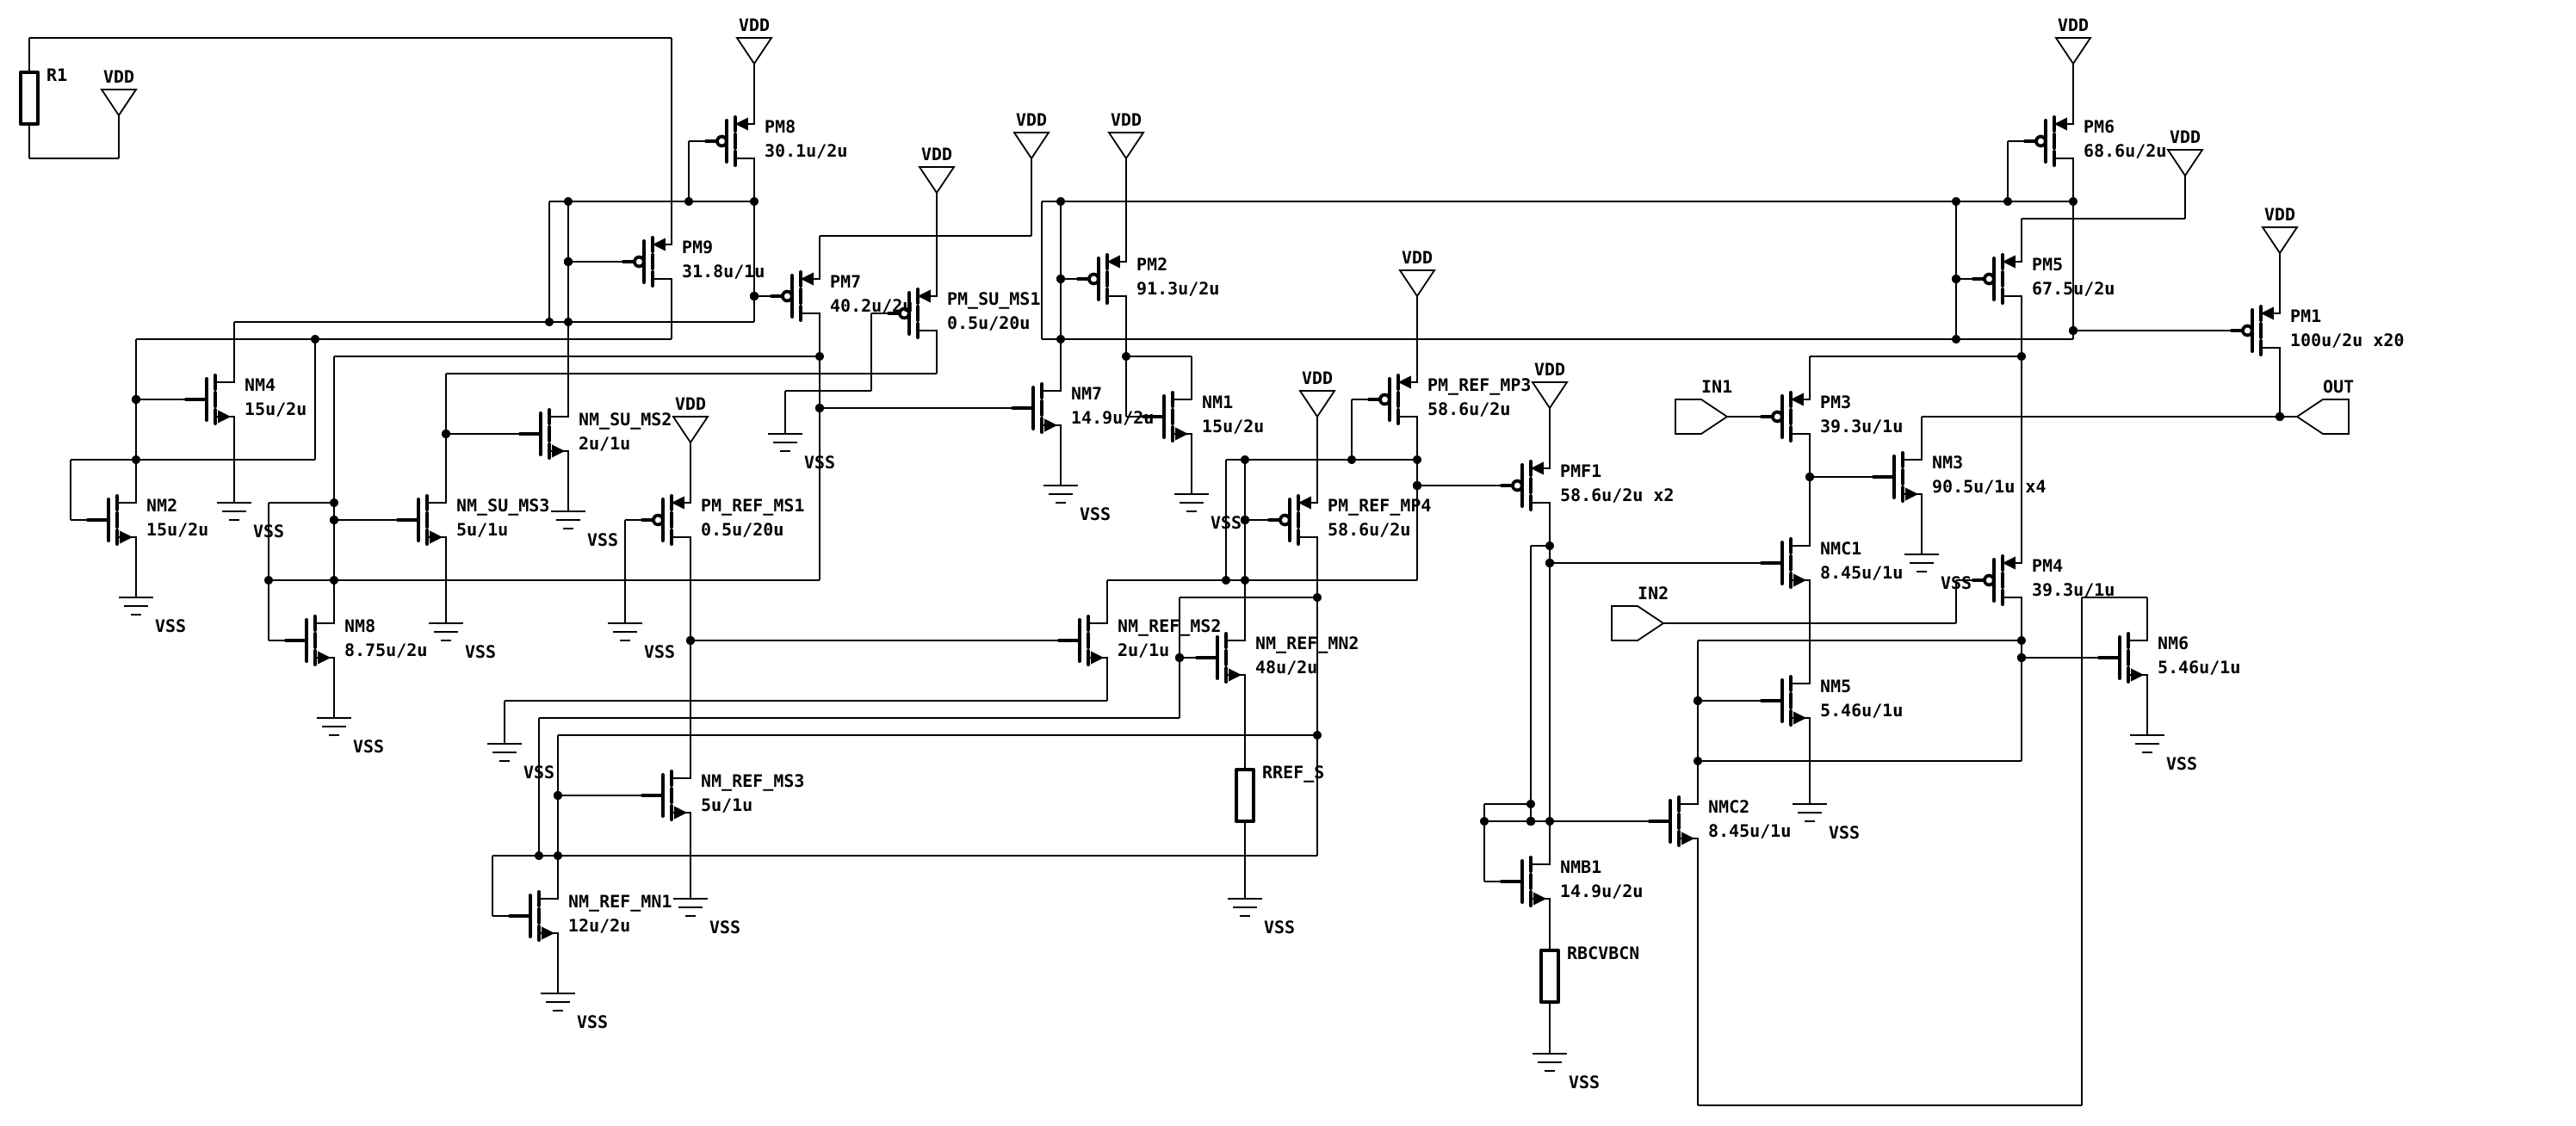 VDD
VDD
R1
VDD
PM8
30.1u/2u
VDD
VDD
PM6
68.6u/2u
VDD
VDD
PM9
31.8u/1u
PM7
40.2u/2u
PM_SU_MS1
0.5u/20u
PM2
91.3u/2u
VDD
PM5
67.5u/2u
VDD
PM1
100u/2u x20
NM4
15u/2u
NM_SU_MS2
2u/1u
VDD
VSS
NM7
14.9u/2u
NM1
15u/2u
VDD
PM_REF_MP3
58.6u/2u
VDD
IN1
PM3
39.3u/1u
OUT
NM2
15u/2u
VSS
NM_SU_MS3
5u/1u
VSS
PM_REF_MS1
0.5u/20u
VSS
VSS
PM_REF_MP4
58.6u/2u
PMF1
58.6u/2u x2
NM3
90.5u/1u x4
NMC1
8.45u/1u
VSS
PM4
39.3u/1u
IN2
VSS
NM8
8.75u/2u
VSS
VSS
NM_REF_MS2
2u/1u
NM_REF_MN2
48u/2u
NM6
5.46u/1u
NM5
5.46u/1u
VSS
VSS
VSS
NM_REF_MS3
5u/1u
RREF_S
NMC2
8.45u/1u
VSS
NM_REF_MN1
12u/2u
VSS
VSS
NMB1
14.9u/2u
RBCVBCN
VSS
VSS